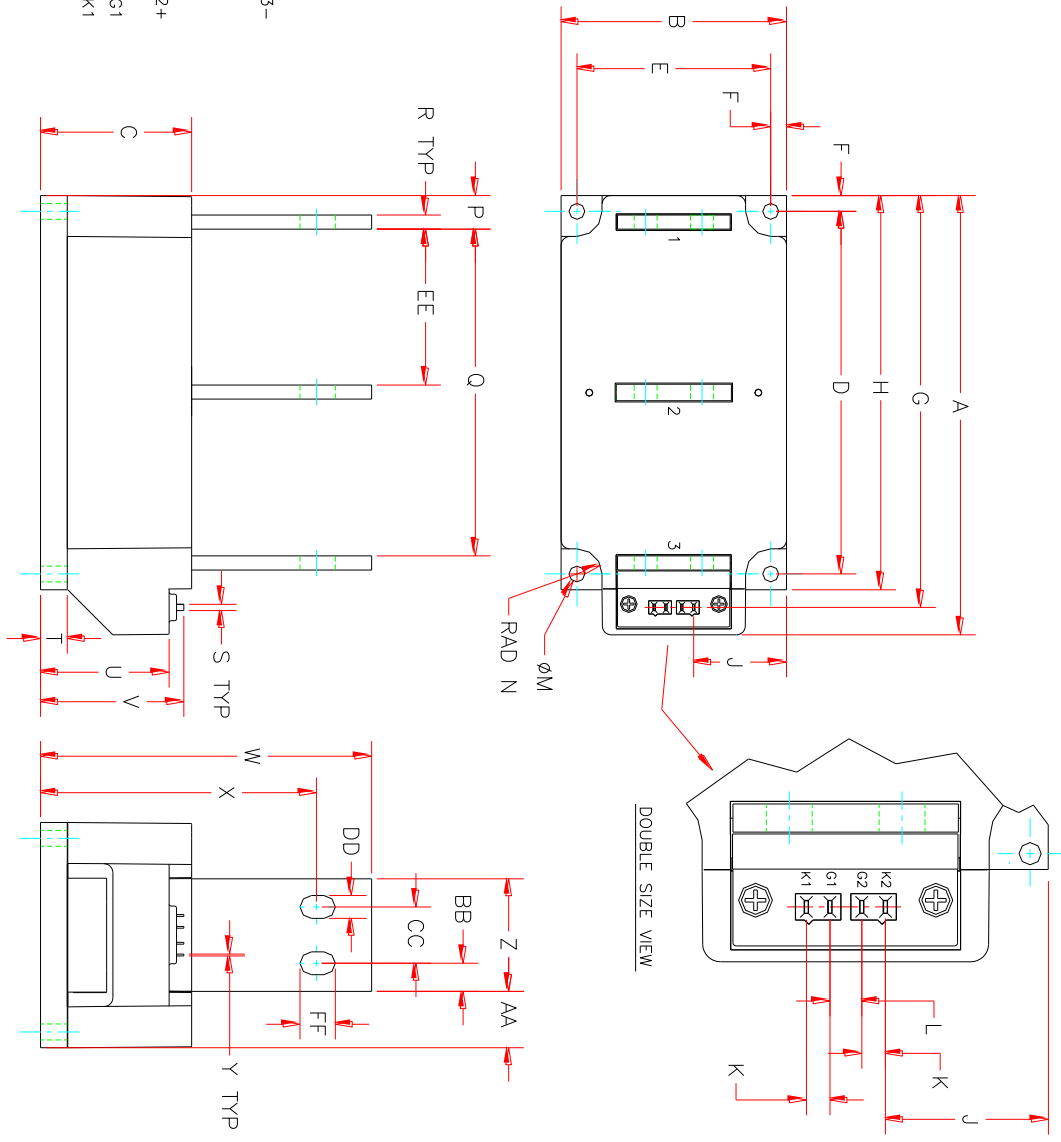 3-
2+
G1
K1
B
E
F
F
D
H
G
A
1
2
3
J
ØM
RAD N
C
R TYP
P
EE
Q
S TYP
T
U
V
DOUBLE SIZE VIEW
K1
G1
G2
K2
L
K
K
J
W
X
DD
BB
CC
Z
AA
FF
Y TYP